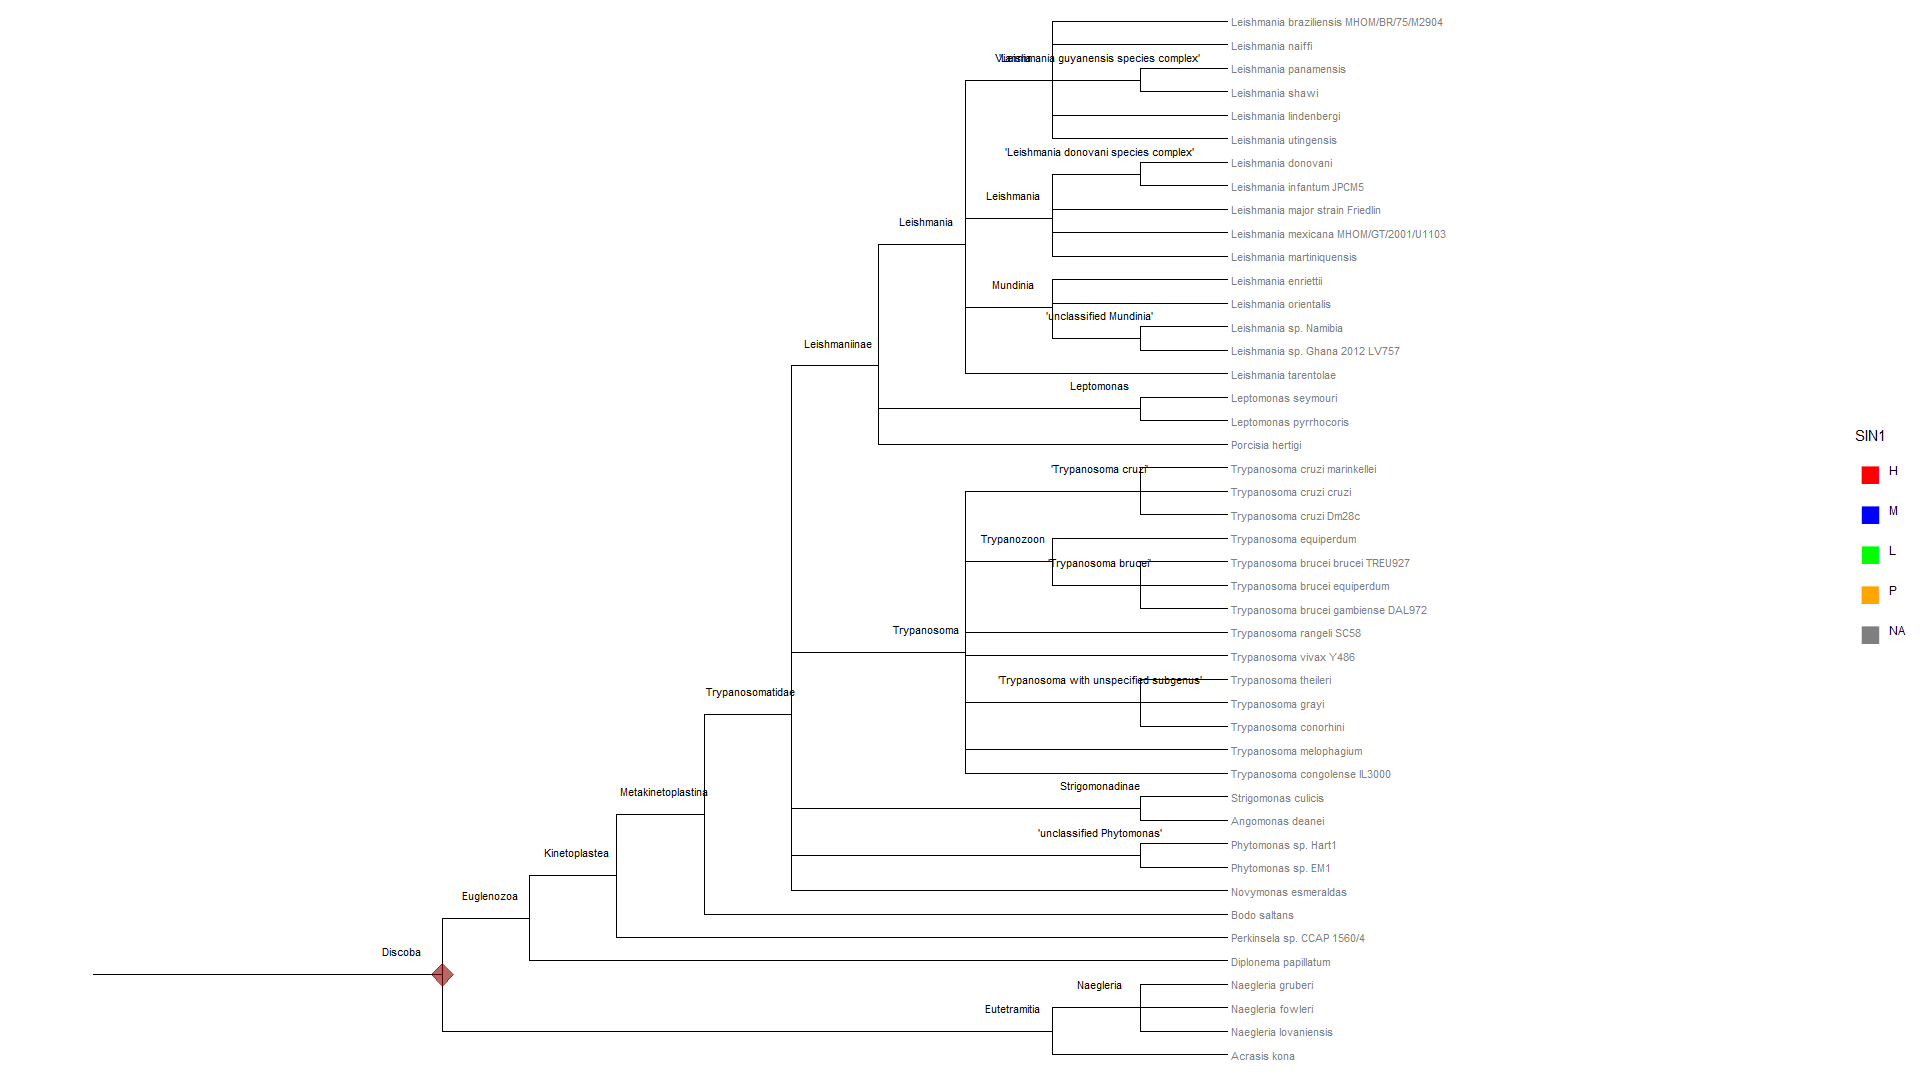 Leishmania braziliensis MHOM/BR/75/M2904
Leishmania naiffi
Viannia
'Leishmania guyanensis species complex'
Leishmania panamensis
Leishmania shawi
Leishmania lindenbergi
Leishmania utingensis
'Leishmania donovani species complex'
Leishmania donovani
Leishmania infantum JPCM5
Leishmania
Leishmania major strain Friedlin
Leishmania
Leishmania mexicana MHOM/GT/2001/U1103
Leishmania martiniquensis
Mundinia
Leishmania enriettii
Leishmania orientalis
'unclassified Mundinia'
Leishmania sp. Namibia
Leishmaniinae
Leishmania sp. Ghana 2012 LV757
Leishmania tarentolae
Leptomonas
Leptomonas seymouri
Leptomonas pyrrhocoris
Porcisia hertigi
'Trypanosoma cruzi'
Trypanosoma cruzi marinkellei
Trypanosoma cruzi cruzi
Trypanosoma cruzi Dm28c
Trypanozoon
Trypanosoma equiperdum
'Trypanosoma brucei'
Trypanosoma brucei brucei TREU927
Trypanosoma brucei equiperdum
Trypanosoma brucei gambiense DAL972
Trypanosoma
Trypanosoma rangeli SC58
Trypanosoma vivax Y486
'Trypanosoma with unspecified subgenus'
Trypanosoma theileri
Trypanosomatidae
Trypanosoma grayi
Trypanosoma conorhini
Trypanosoma melophagium
Trypanosoma congolense IL3000
Strigomonadinae
Metakinetoplastina
Strigomonas culicis
Angomonas deanei
'unclassified Phytomonas'
Phytomonas sp. Hart1
Kinetoplastea
Phytomonas sp. EM1
Euglenozoa
Novymonas esmeraldas
Bodo saltans
Perkinsela sp. CCAP 1560/4
Discoba
Diplonema papillatum
Naegleria
Naegleria gruberi
Eutetramitia
Naegleria fowleri
Naegleria lovaniensis
Acrasis kona
SIN1
H
M
L
P
NA